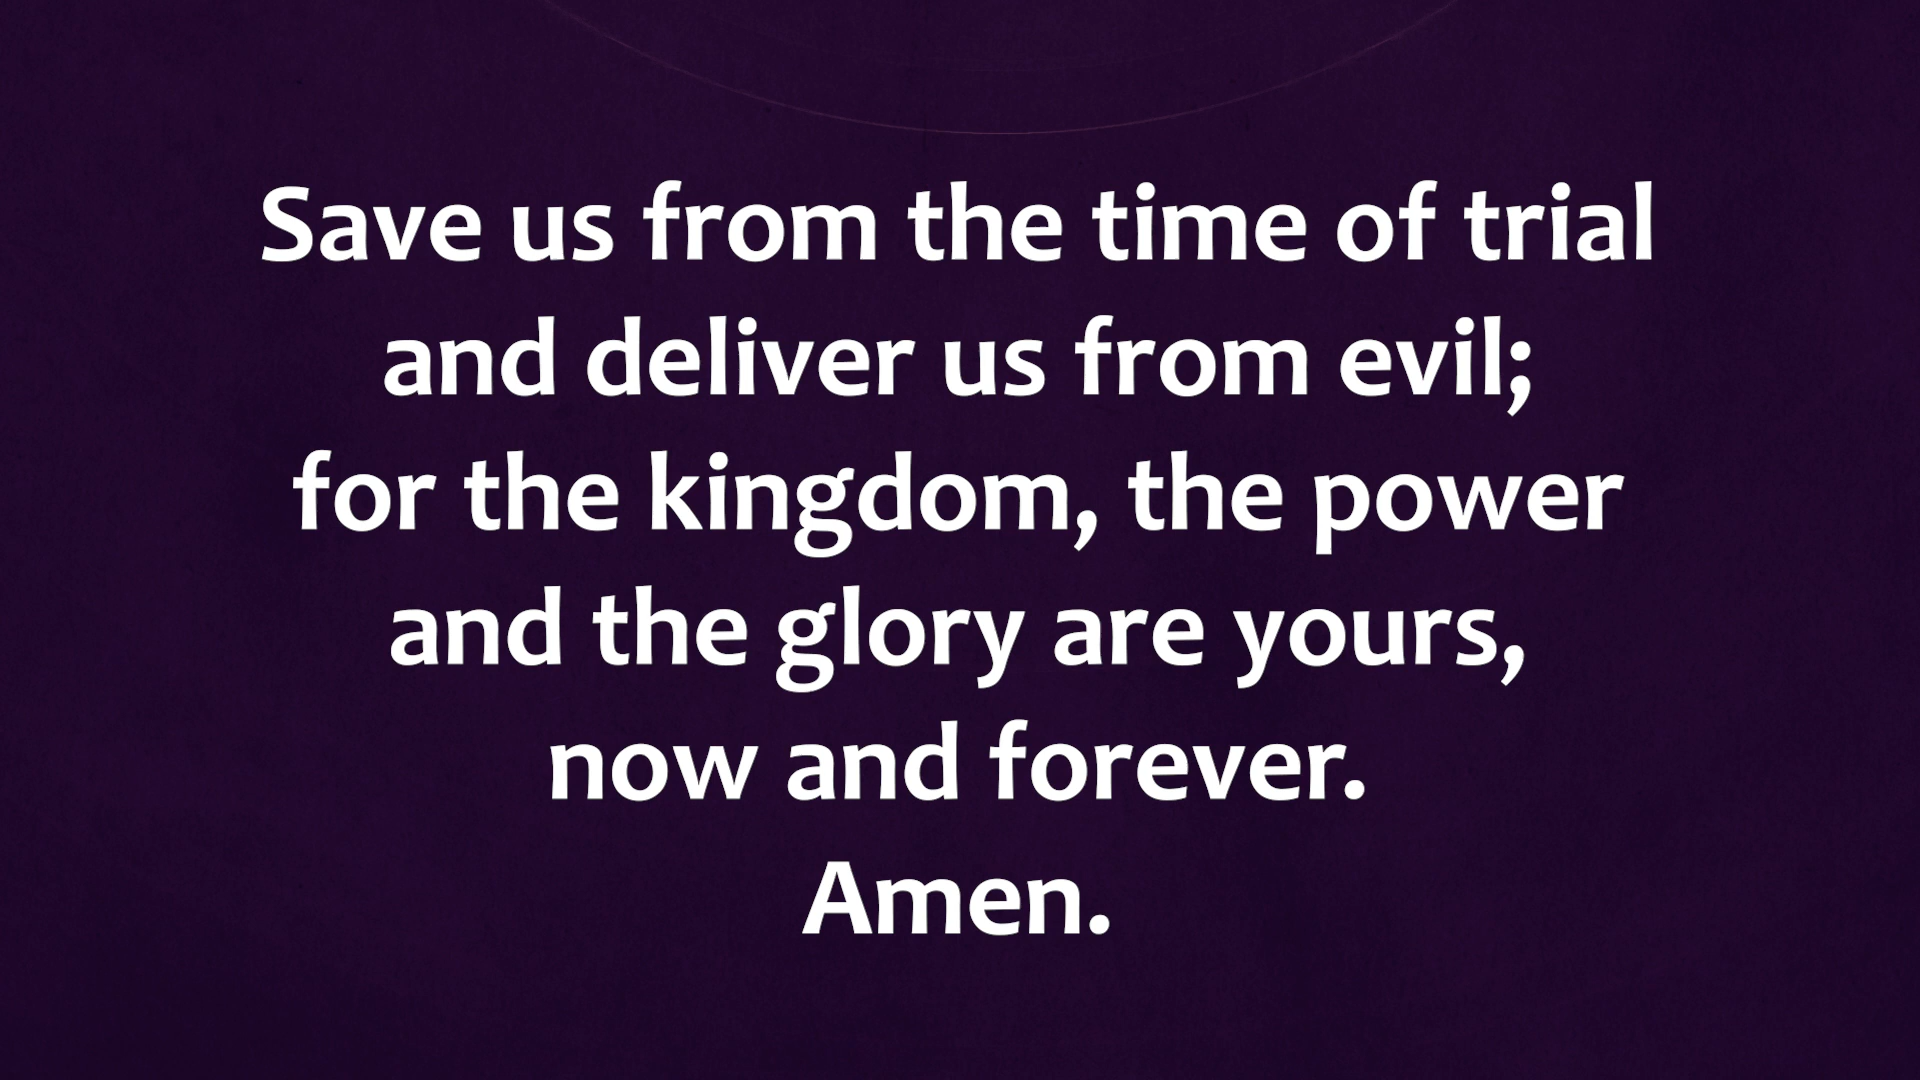 Save us from the time of trial
and deliver us from evil;
for the kingdom, the power
and the glory are yours,
now and forever.
Amen.